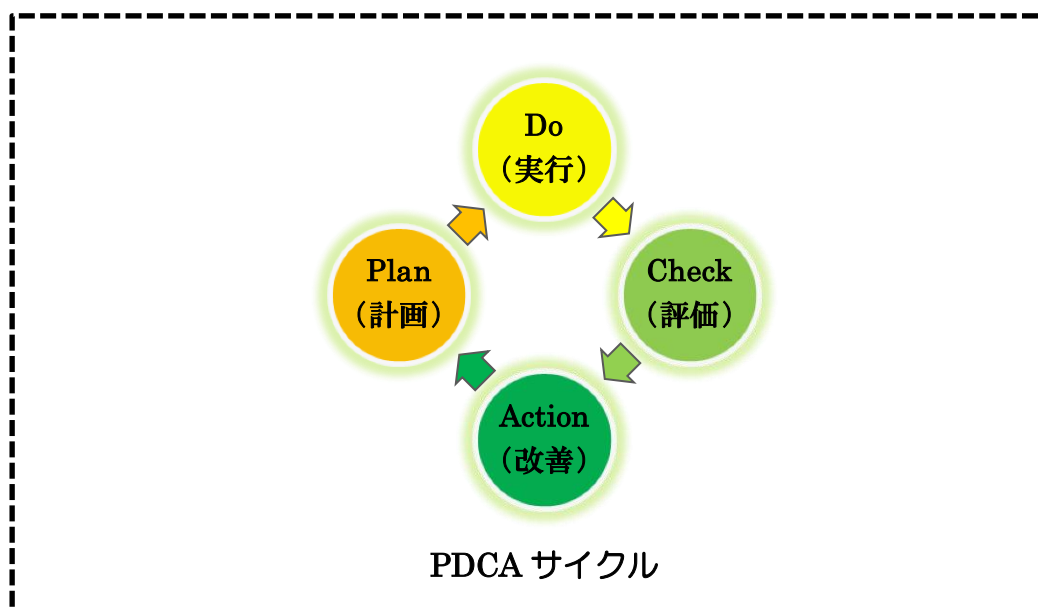 Do
（実行）
Plan
（計画）
Check
（評価）
Action
（改善）
PDCA サイクル